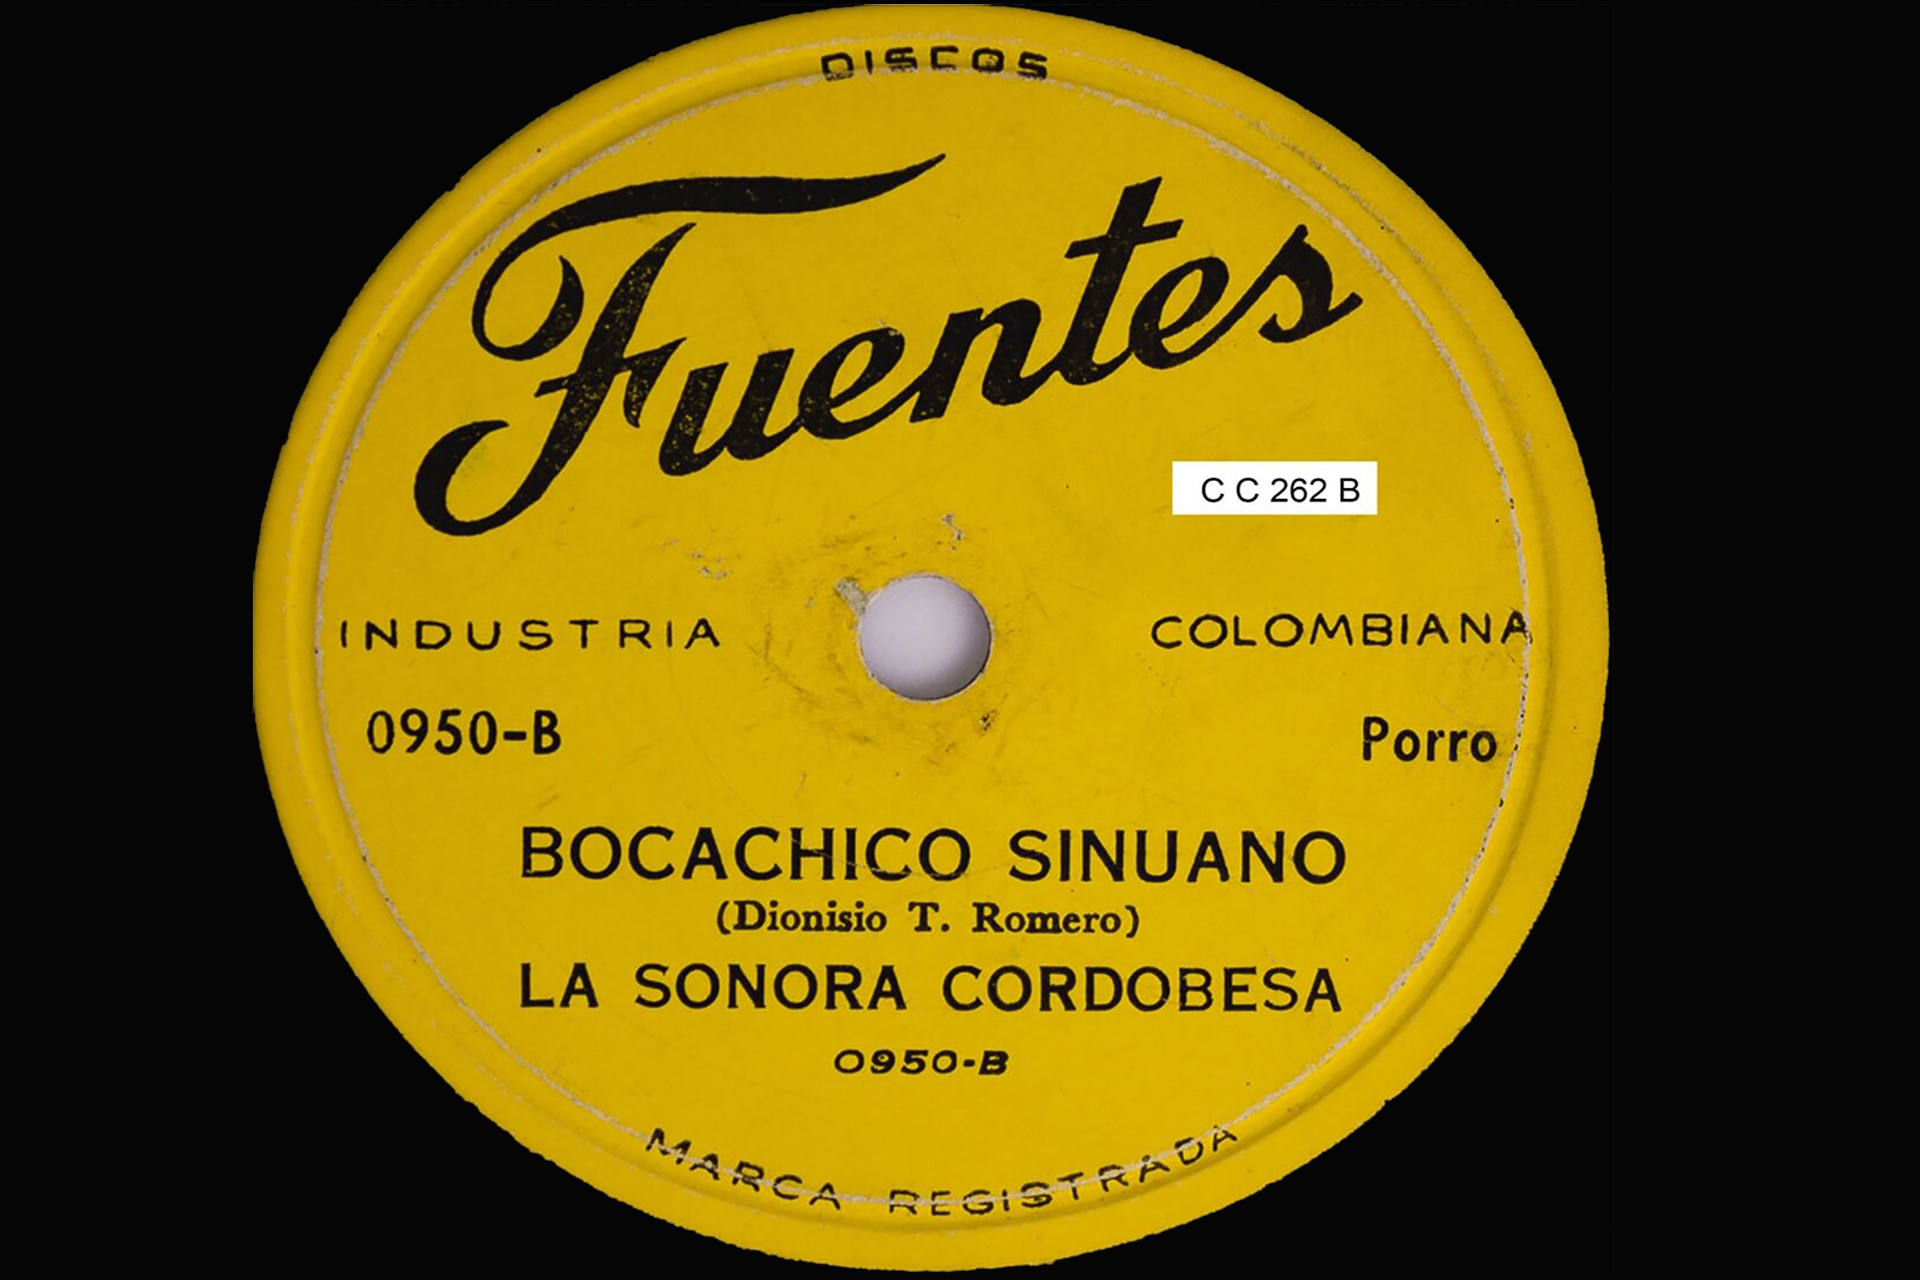 DISCOS
Fuentes
C C 262 B
INDUSTRIA COLOMBIANA
0950-B Porro
BOCACHICO SINUANO
(Dionisio T. Romero)
LA SONORA CORDOBESA
0950-B
MARCA REGISTRADA